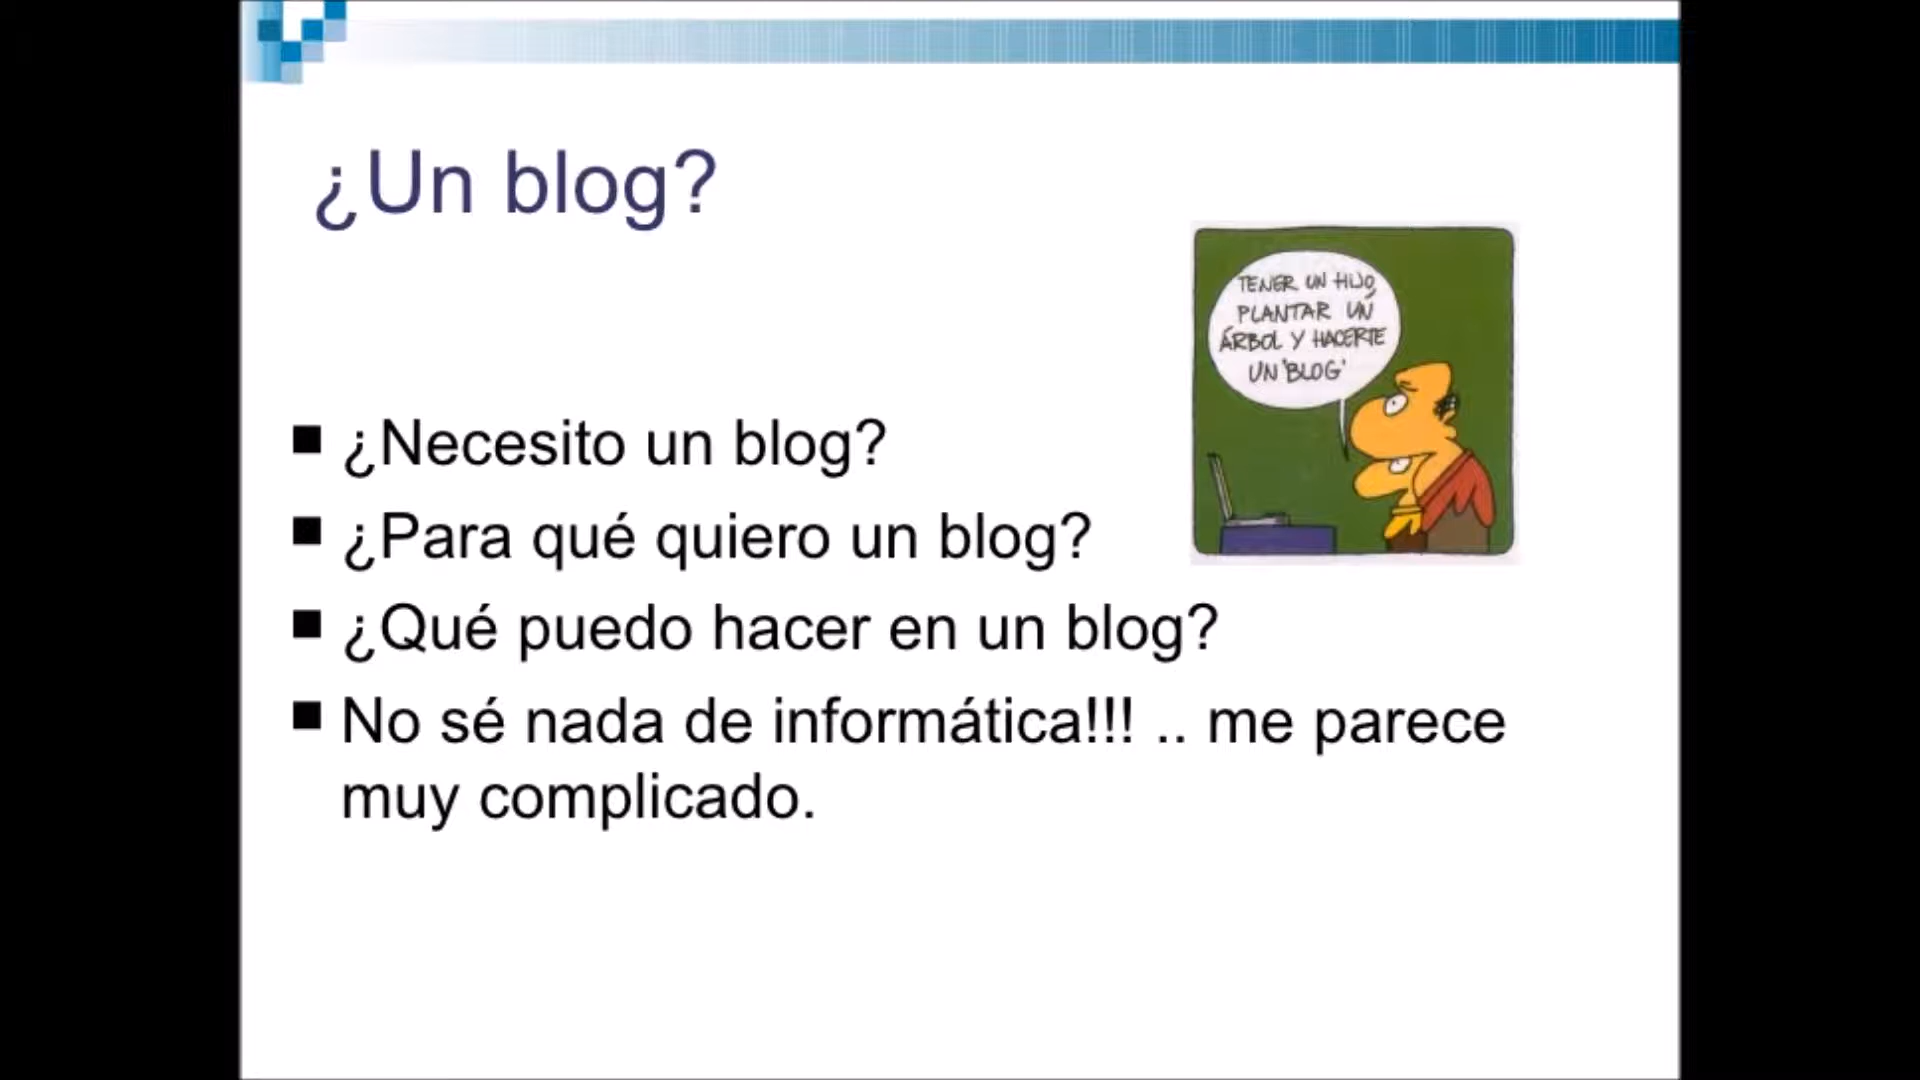 ¿Un blog?
TENER UN HIJO,
PLANTAR UN
ÁRBOL Y HACERTE
UN 'BLOG'
¿Necesito un blog?
¿Para qué quiero un blog?
¿Qué puedo hacer en un blog?
No sé nada de informática!!! .. me parece
muy complicado.